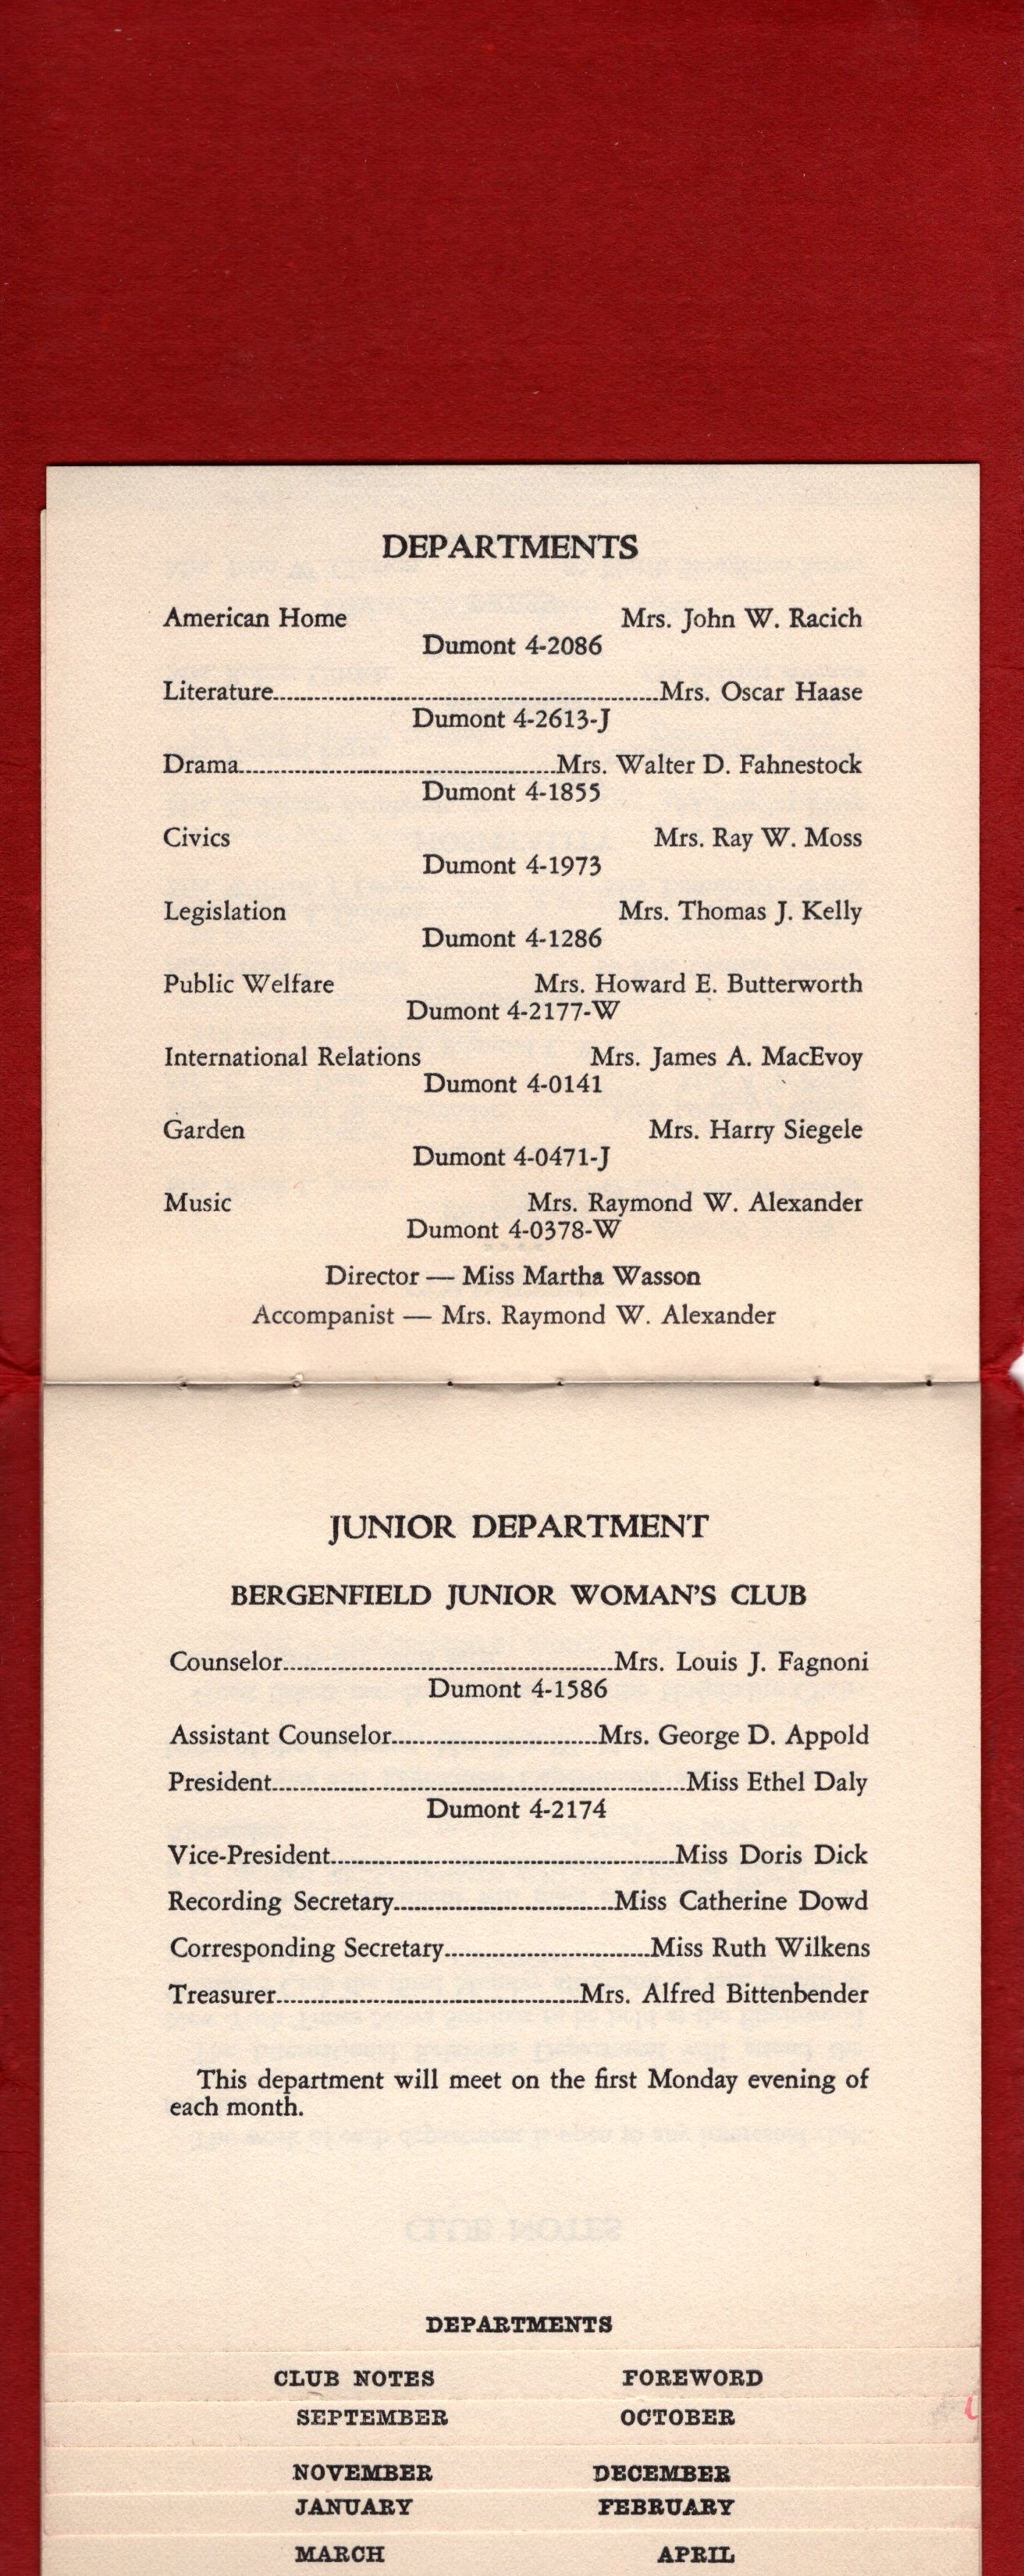 DEPARTMENTS
American Home Mrs. John W. Racich
Dumont 4-2086
Literature Mrs. Oscar Haase
Dumont 4-2613-J
Drama Mrs. Walter D. Fahnestock
Dumont 4-1855
Civics Mrs. Ray W. Moss
Dumont 4-1973
Legislation Mrs. Thomas J. Kelly
Dumont 4-1286
Public Welfare Mrs. Howard E. Butterworth
Dumont 4-2177-W
International Relations Mrs. James A. MacEvoy
Dumont 4-0141
Garden Mrs. Harry Siegele
Dumont 4-0471-J
Music Mrs. Raymond W. Alexander
Dumont 4-0378-W
Director — Miss Martha Wasson
Accompanist — Mrs. Raymond W. Alexander
JUNIOR DEPARTMENT
BERGENFIELD JUNIOR WOMAN'S CLUB
Counselor Mrs. Louis J. Fagnoni
Dumont 4-1586
Assistant Counselor Mrs. George D. Appold
President Miss Ethel Daly
Dumont 4-2174
Vice-President Miss Doris Dick
Recording Secretary Miss Catherine Dowd
Corresponding Secretary Miss Ruth Wilkens
Treasurer Mrs. Alfred Bittenbender
This department will meet on the first Monday evening of
each month.
DEPARTMENTS
CLUB NOTES FOREWORD
SEPTEMBER OCTOBER
NOVEMBER DECEMBER
JANUARY FEBRUARY
MARCH APRIL